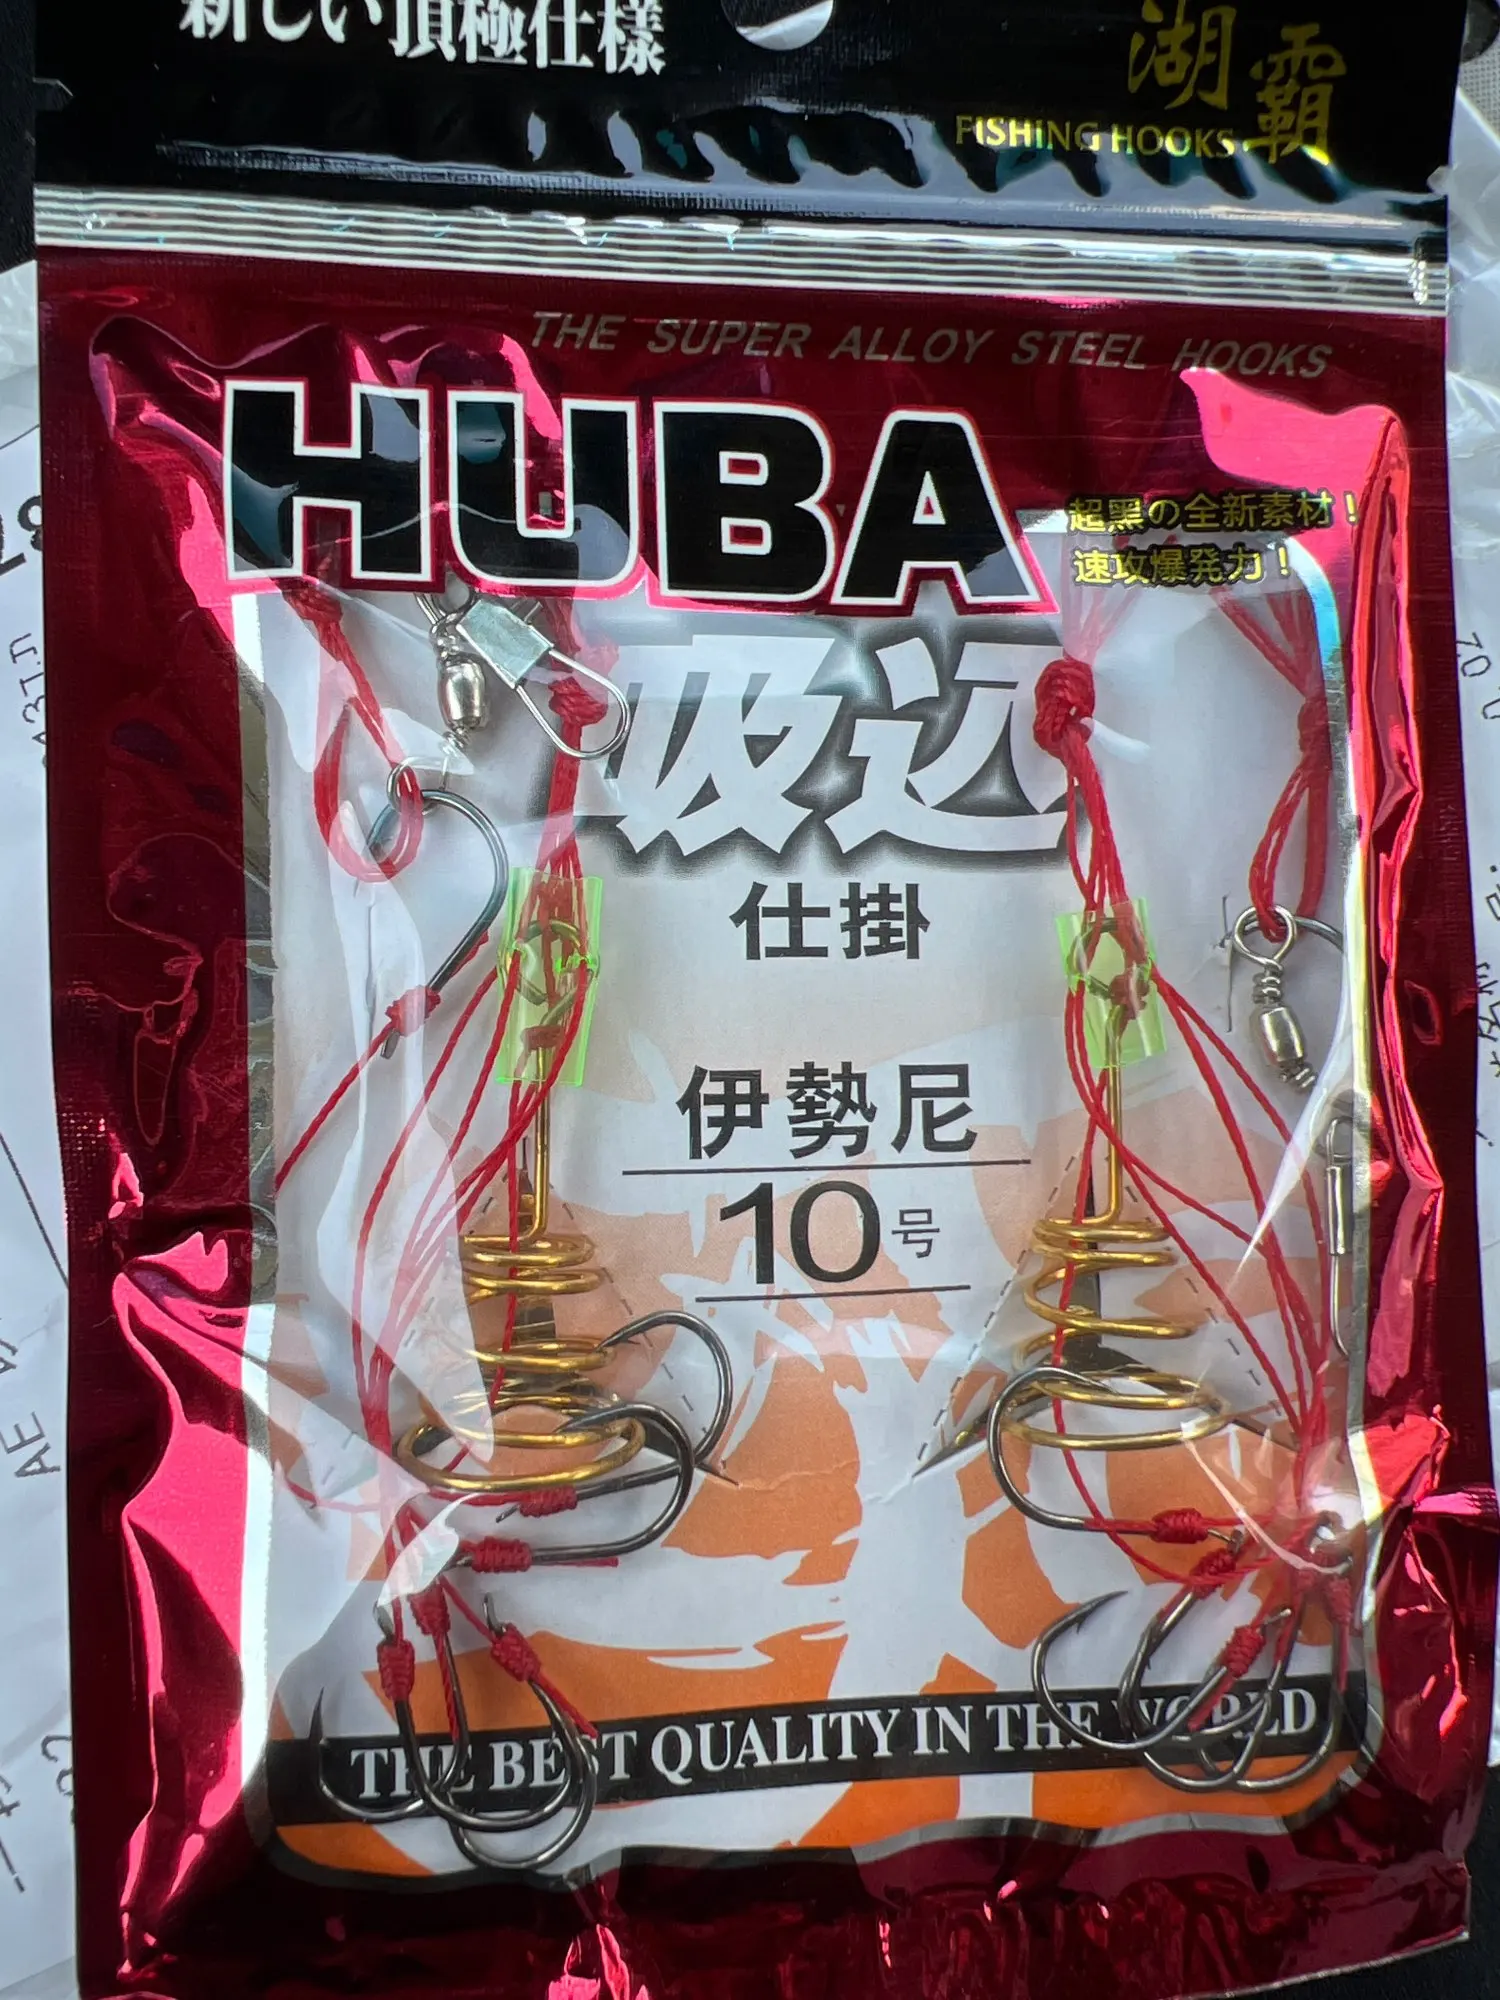 新しい頂極仕様
湖霸
FISHING HOOKS
THE SUPER ALLOY STEEL HOOKS
HUBA
超黑の全新素材！
速攻爆発力！
吸込
仕掛
伊勢尼
10号
THE BEST QUALITY IN THE WORLD